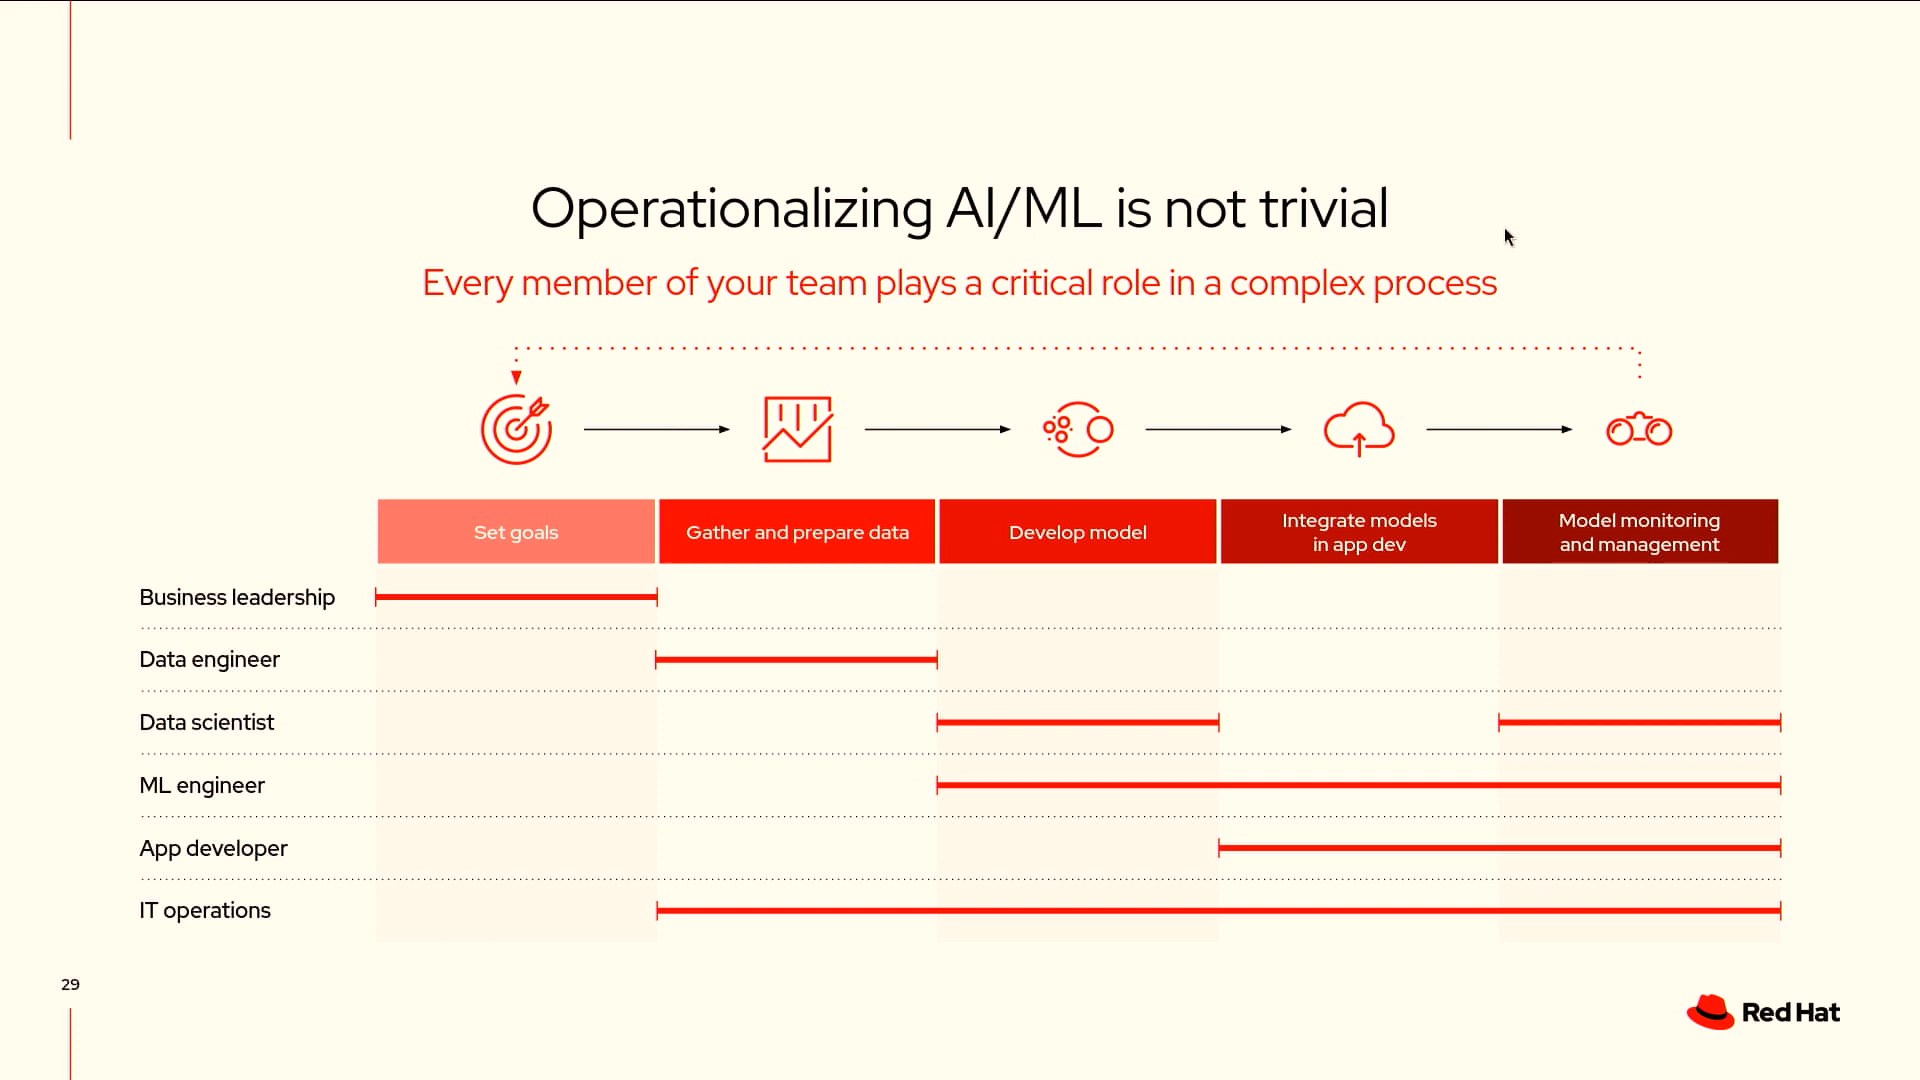 Operationalizing AI/ML is not trivial
Every member of your team plays a critical role in a complex process
Set goals
Gather and prepare data
Develop model
Integrate models
in app dev
Model monitoring
and management
Business leadership
Data engineer
Data scientist
ML engineer
App developer
IT operations
29
Red Hat